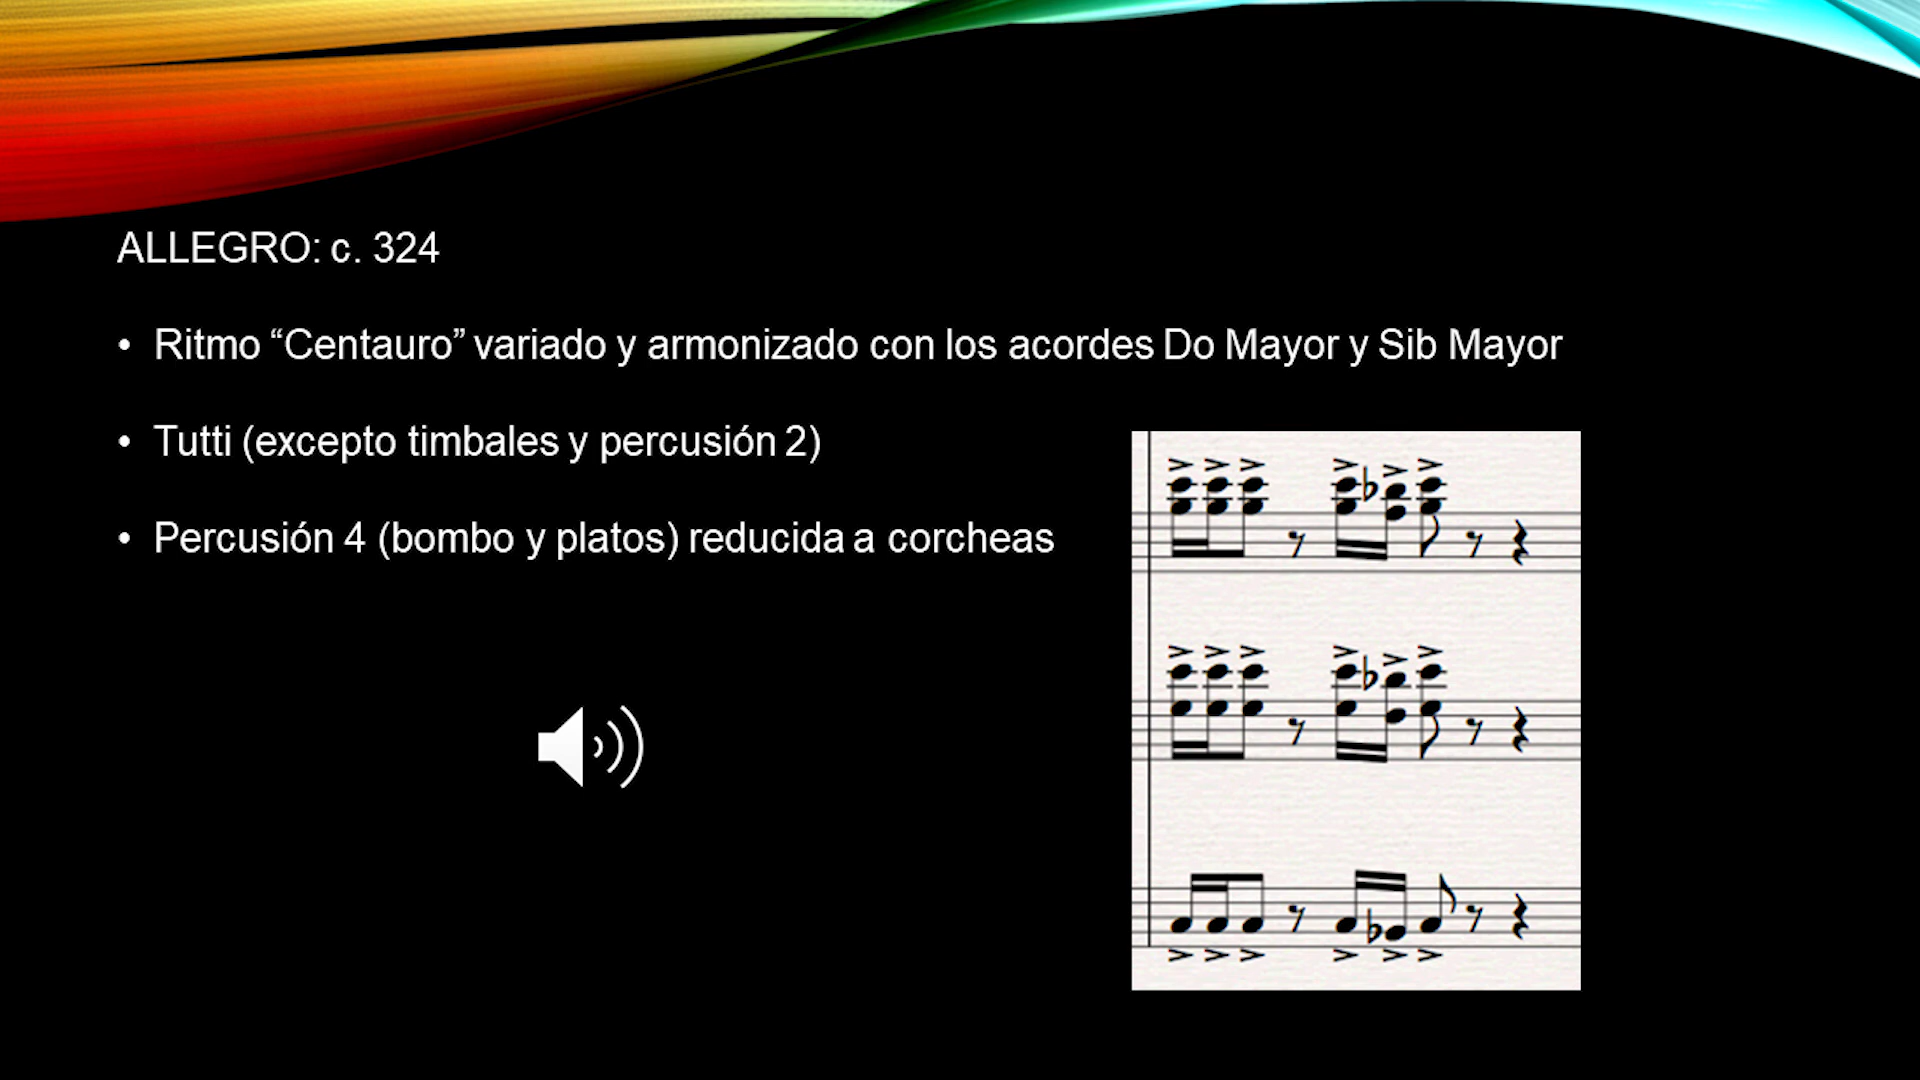 ALLEGRO: c. 324
• Ritmo “Centauro” variado y armonizado con los acordes Do Mayor y Sib Mayor
• Tutti (excepto timbales y percusión 2)
• Percusión 4 (bombo y platos) reducida a corcheas